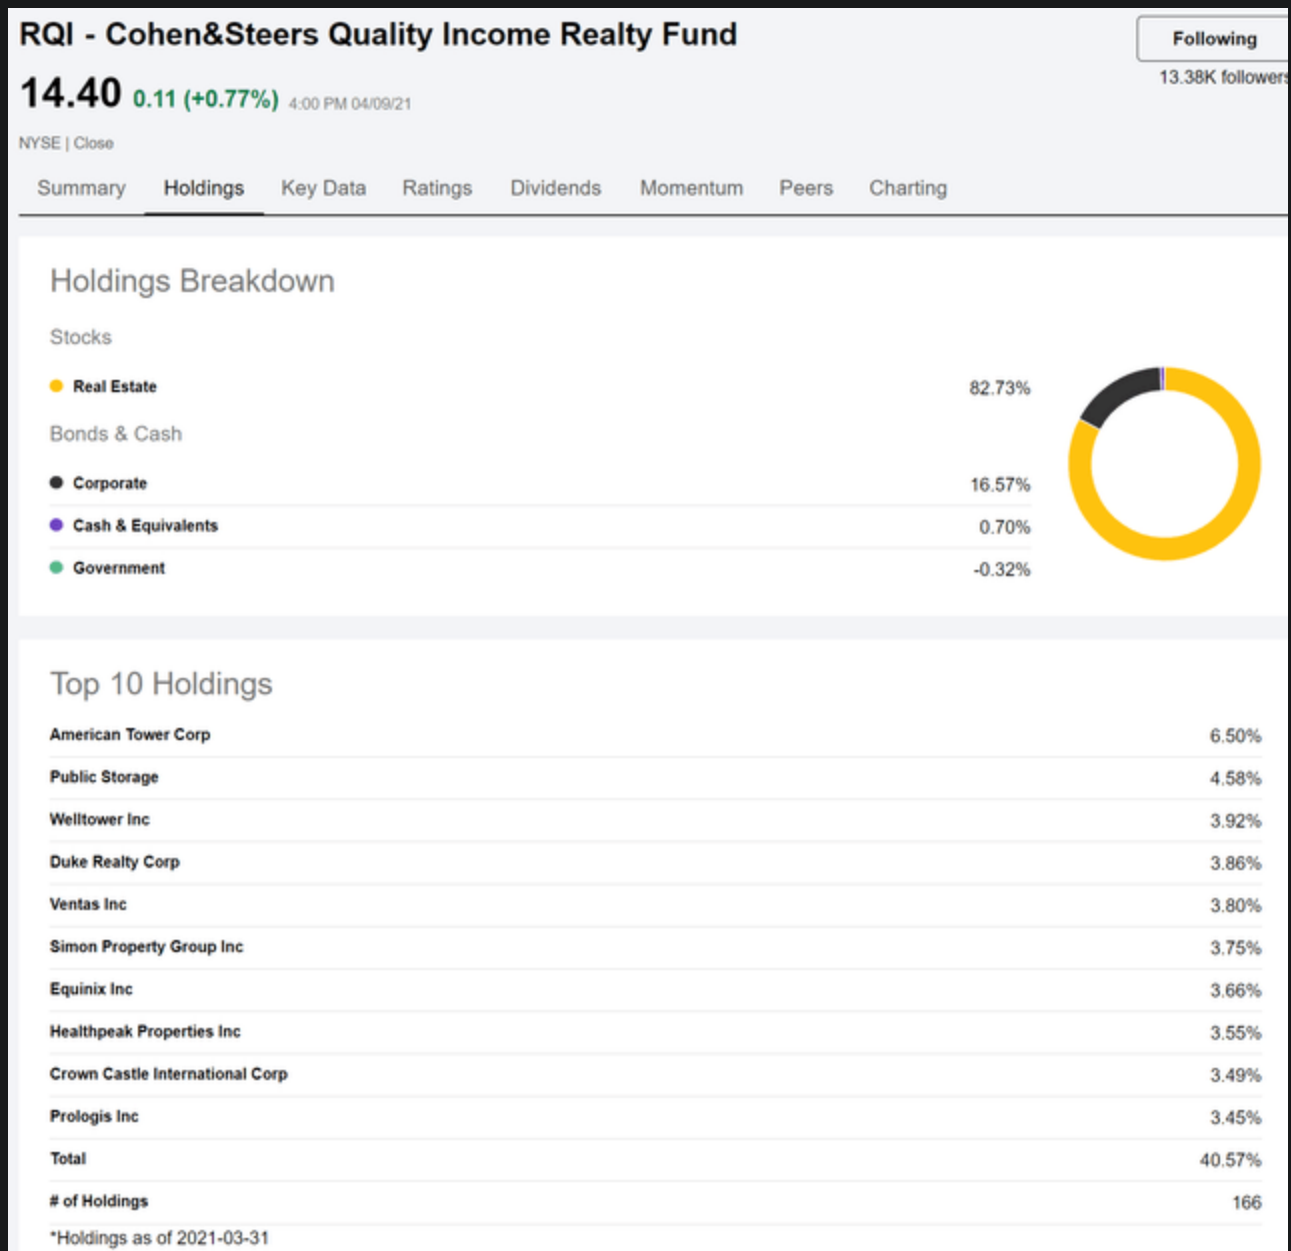 RQI - Cohen&Steers Quality Income Realty Fund
Following
14.40 0.11 (+0.77%) 4:00 PM 04/09/21
13.38K followers
NYSE | Close
Summary Holdings Key Data Ratings Dividends Momentum Peers Charting
Holdings Breakdown
Stocks
Real Estate 82.73%
Bonds & Cash
Corporate 16.57%
Cash & Equivalents 0.70%
Government -0.32%
Top 10 Holdings
American Tower Corp 6.50%
Public Storage 4.58%
Welltower Inc 3.92%
Duke Realty Corp 3.86%
Ventas Inc 3.80%
Simon Property Group Inc 3.75%
Equinix Inc 3.66%
Healthpeak Properties Inc 3.55%
Crown Castle International Corp 3.49%
Prologis Inc 3.45%
Total 40.57%
# of Holdings 166
*Holdings as of 2021-03-31